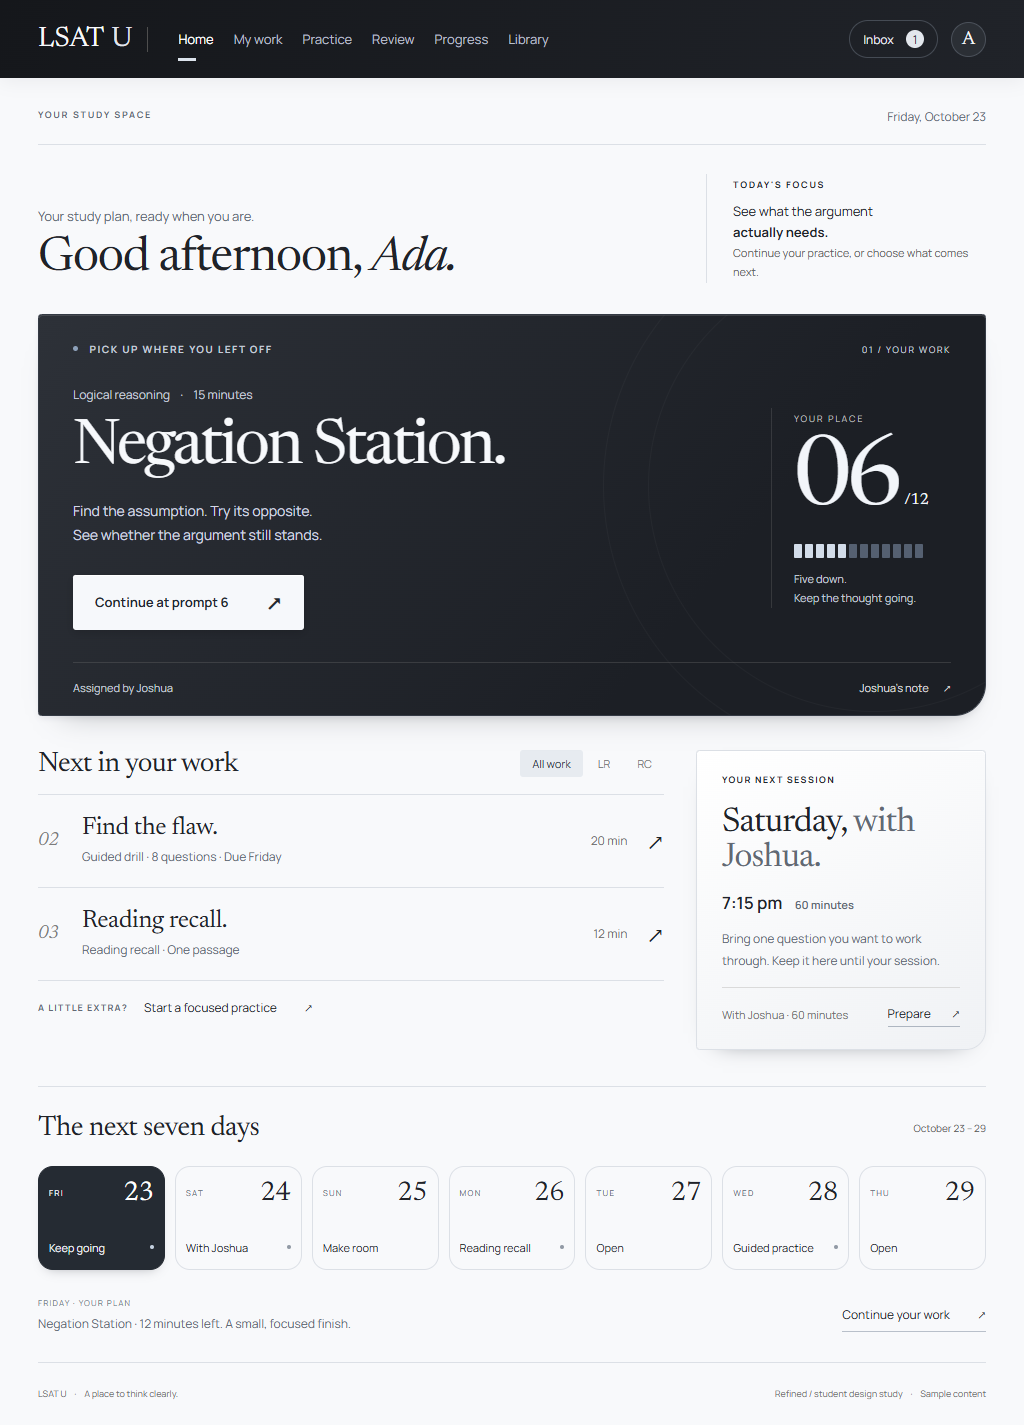 LSAT U
Home
My work
Practice
Review
Progress
Library
Inbox 1
A
YOUR STUDY SPACE
Friday, October 23
Your study plan, ready when you are.
Good afternoon, Ada.
TODAY'S FOCUS
See what the argument
actually needs.
Continue your practice, or choose what comes
next.
PICK UP WHERE YOU LEFT OFF
01 / YOUR WORK
Logical reasoning · 15 minutes
Negation Station.
Find the assumption. Try its opposite.
See whether the argument still stands.
Continue at prompt 6 ↗
YOUR PLACE
06 /12
Five down.
Keep the thought going.
Assigned by Joshua
Joshua's note ↗
Next in your work
All work
LR
RC
02
Find the flaw.
Guided drill · 8 questions · Due Friday
20 min ↗
03
Reading recall.
Reading recall · One passage
12 min ↗
A LITTLE EXTRA?
Start a focused practice ↗
YOUR NEXT SESSION
Saturday, with
Joshua.
7:15 pm 60 minutes
Bring one question you want to work
through. Keep it here until your session.
With Joshua · 60 minutes
Prepare ↗
The next seven days
October 23 – 29
FRI 23
Keep going
SAT 24
With Joshua
SUN 25
Make room
MON 26
Reading recall
TUE 27
Open
WED 28
Guided practice
THU 29
Open
FRIDAY · YOUR PLAN
Negation Station · 12 minutes left. A small, focused finish.
Continue your work ↗
LSAT U · A place to think clearly.
Refined / student design study · Sample content